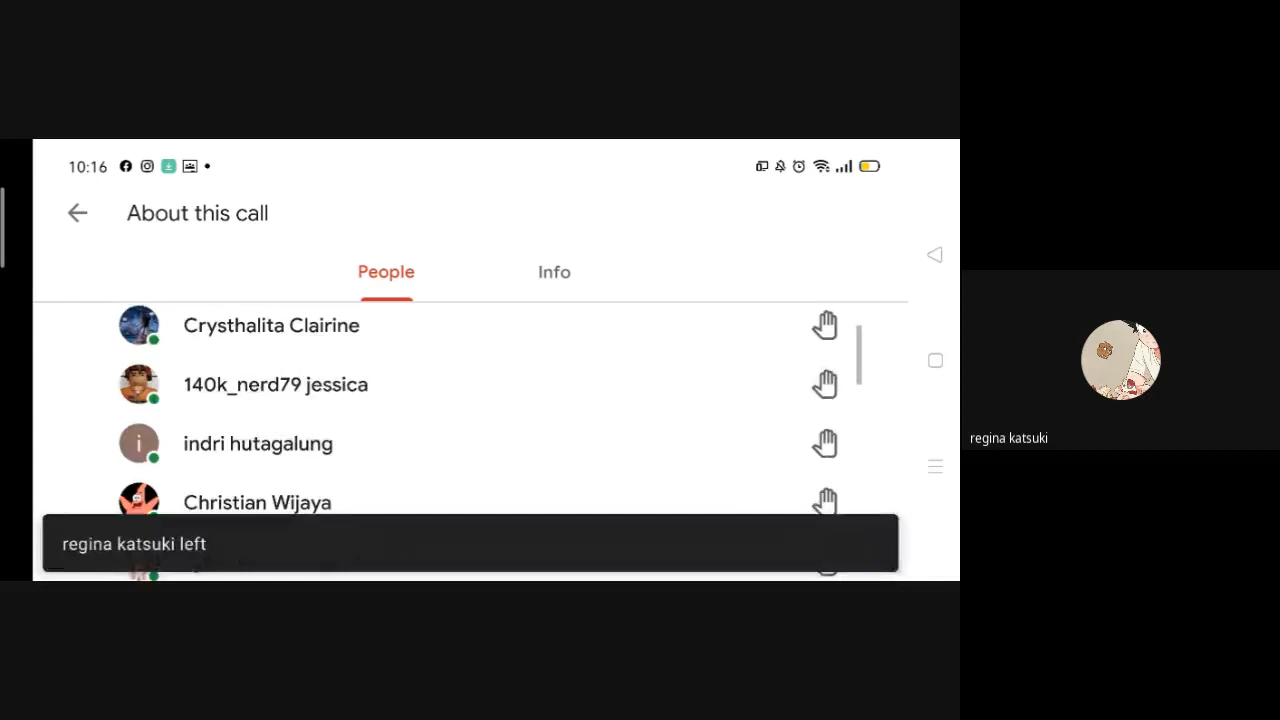 10:16
About this call
People
Info
Crysthalita Clairine
140k_nerd79 jessica
i
indri hutagalung
Christian Wijaya
regina katsuki left
regina katsuki